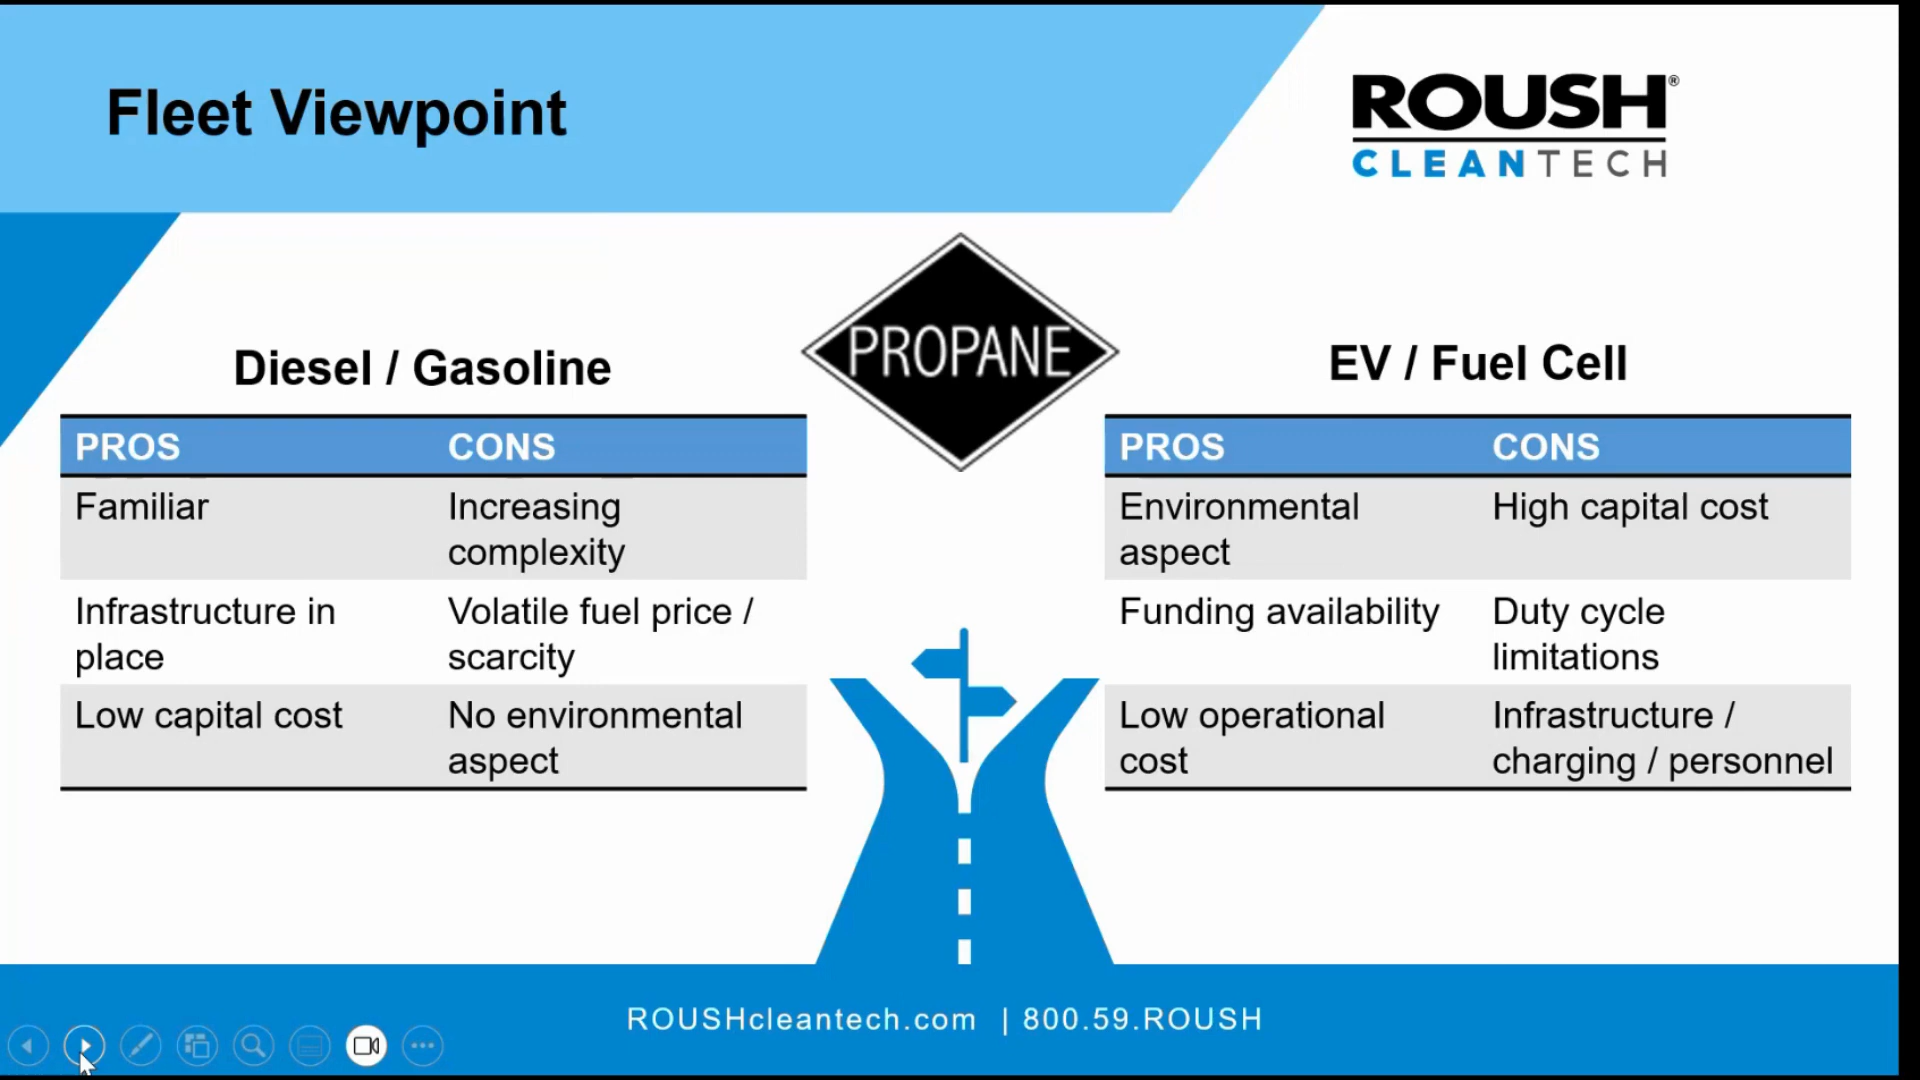 Fleet Viewpoint
ROUSH®
CLEANTECH
PROPANE
Diesel / Gasoline
PROS CONS
Familiar Increasing
complexity
Infrastructure in Volatile fuel price /
place scarcity
Low capital cost No environmental
aspect
EV / Fuel Cell
PROS CONS
Environmental High capital cost
aspect
Funding availability Duty cycle
limitations
Low operational Infrastructure /
cost charging / personnel
ROUSHcleantech.com | 800.59.ROUSH